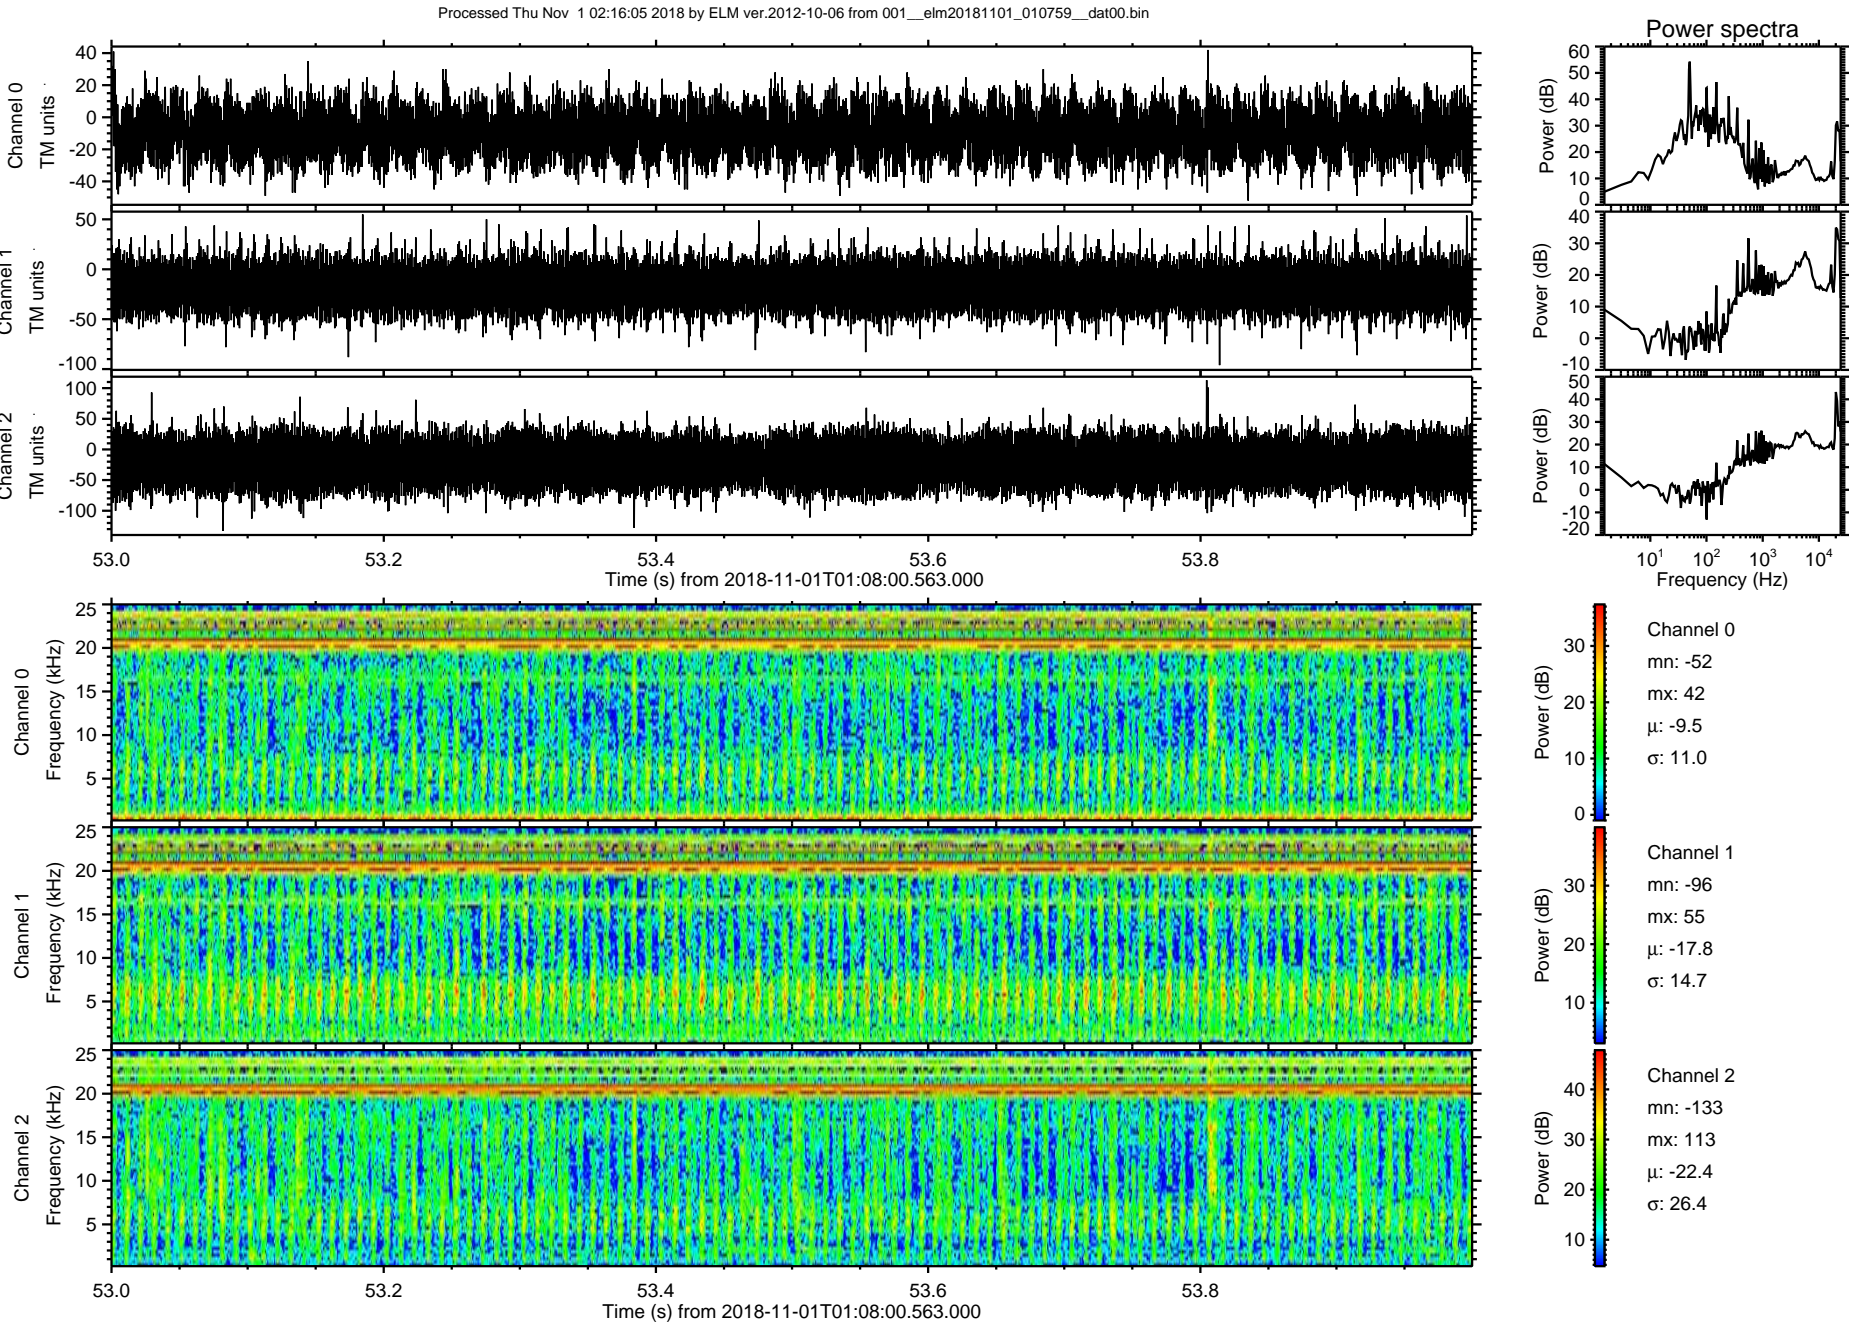 Processed Thu Nov  1 02:16:05 2018 by ELM ver.2012-10-06 from 001__elm20181101_010759__dat00.bin
Power spectra
Channel 0
TM units
40
20
0
-20
-40
Power (dB)
60
50
40
30
20
10
0
Channel 1
TM units
50
0
-50
-100
Power (dB)
40
30
20
10
0
-10
Channel 2
TM units
100
50
0
-50
-100
Power (dB)
50
40
30
20
10
0
-10
-20
53.0 53.2 53.4 53.6 53.8
Time (s) from 2018-11-01T01:08:00.563.000
10^1 10^2 10^3 10^4
Frequency (Hz)
Channel 0
Frequency (kHz)
25
20
15
10
5
Power (dB)
30
20
10
0
Channel 0
mn: -52
mx: 42
μ: -9.5
σ: 11.0
Channel 1
Frequency (kHz)
25
20
15
10
5
Power (dB)
30
20
10
Channel 1
mn: -96
mx: 55
μ: -17.8
σ: 14.7
Channel 2
Frequency (kHz)
25
20
15
10
5
Power (dB)
40
30
20
10
Channel 2
mn: -133
mx: 113
μ: -22.4
σ: 26.4
53.0 53.2 53.4 53.6 53.8
Time (s) from 2018-11-01T01:08:00.563.000